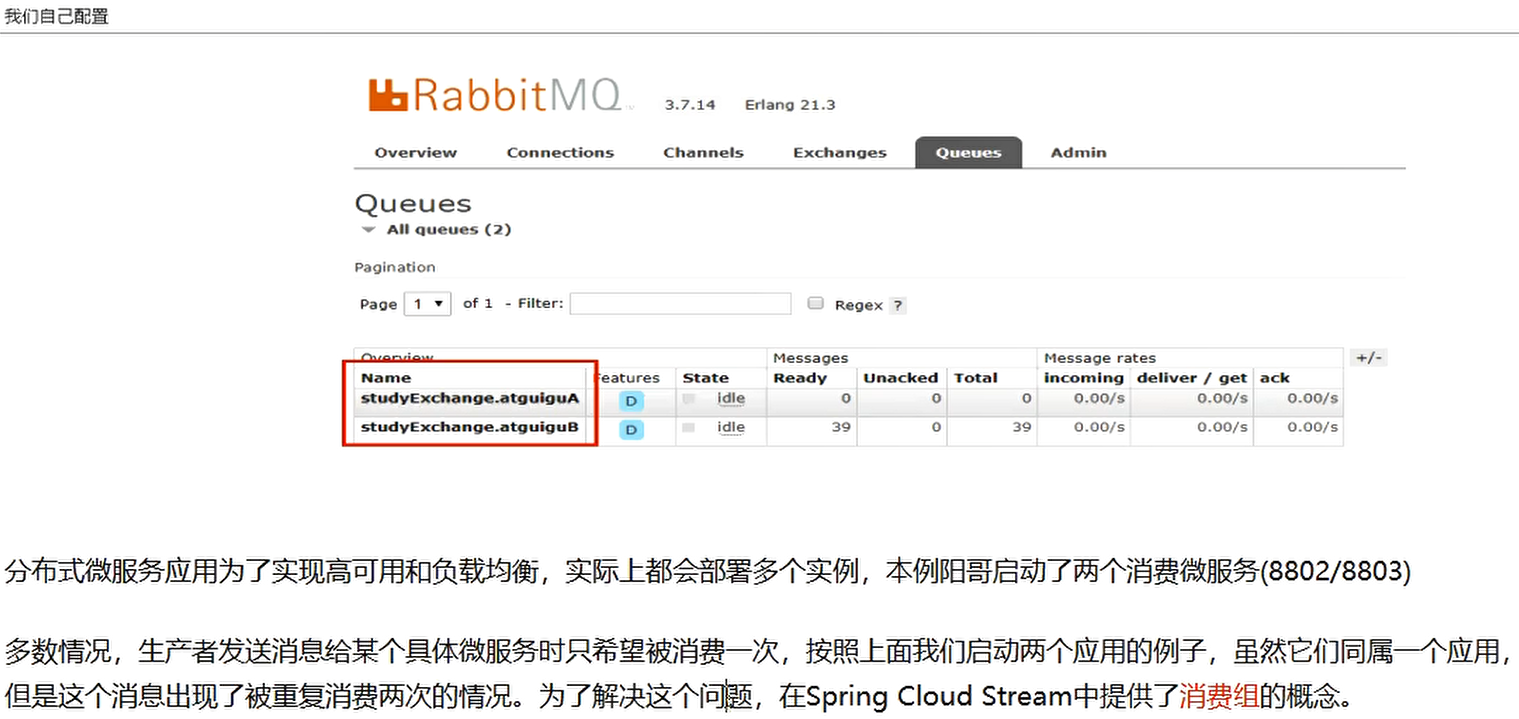 我们自己配置
RabbitMQ 3.7.14 Erlang 21.3
Overview Connections Channels Exchanges Queues Admin
Queues
All queues (2)
Pagination
Page 1 of 1 - Filter: Regex ?
Overview Messages Message rates +/-
Name Features State Ready Unacked Total incoming deliver / get ack
studyExchange.atguiguA D idle 0 0 0 0.00/s 0.00/s 0.00/s
studyExchange.atguiguB D idle 39 0 39 0.00/s 0.00/s 0.00/s
分布式微服务应用为了实现高可用和负载均衡，实际上都会部署多个实例，本例阳哥启动了两个消费微服务(8802/8803)
多数情况，生产者发送消息给某个具体微服务时只希望被消费一次，按照上面我们启动两个应用的例子，虽然它们同属一个应用，
但是这个消息出现了被重复消费两次的情况。为了解决这个问题，在Spring Cloud Stream中提供了消费组的概念。